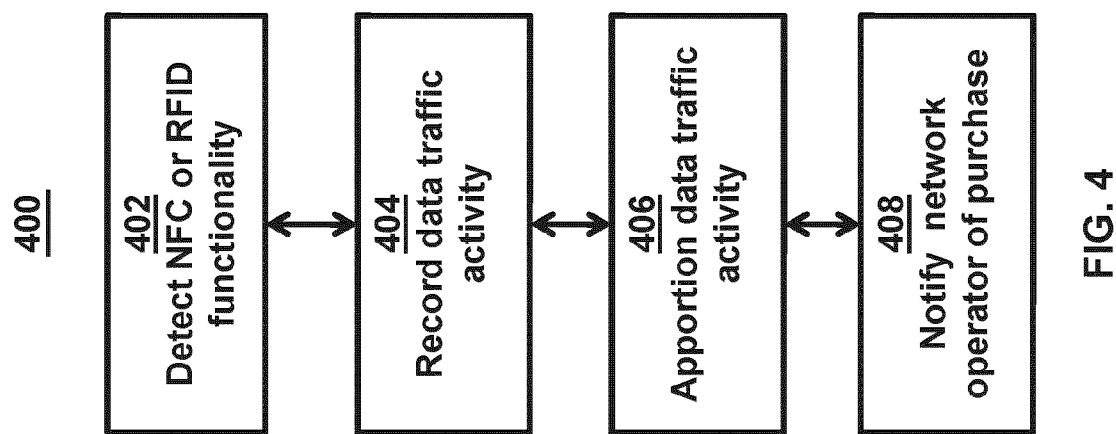 400
402
Detect NFC or RFID
functionality
404
Record data traffic
activity
406
Apportion data traffic
activity
408
Notify network
operator of purchase
FIG. 4